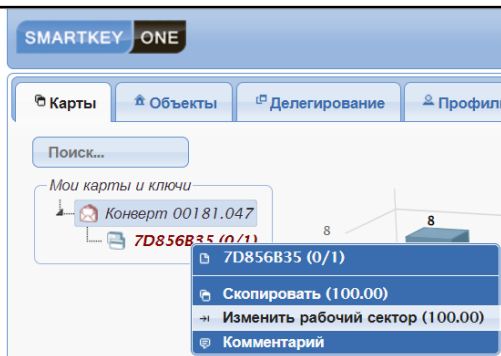 SMARTKEY ONE
Карты Объекты Делегирование Профиль
Поиск...
Мои карты и ключи
Конверт 00181.047
8 8
7D856B35 (0/1)
7D856B35 (0/1)
Скопировать (100.00)
Изменить рабочий сектор (100.00)
Комментарий